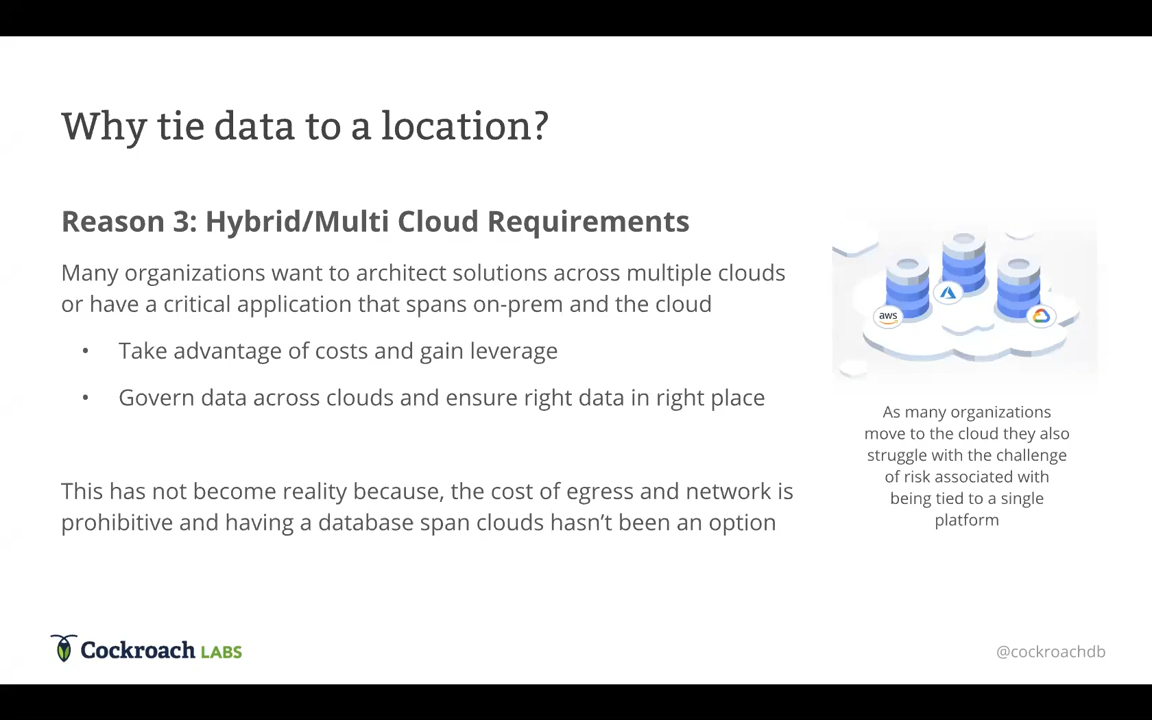 Why tie data to a location?
Reason 3: Hybrid/Multi Cloud Requirements
Many organizations want to architect solutions across multiple clouds
or have a critical application that spans on-prem and the cloud
• Take advantage of costs and gain leverage
• Govern data across clouds and ensure right data in right place
This has not become reality because, the cost of egress and network is
prohibitive and having a database span clouds hasn’t been an option
aws
As many organizations
move to the cloud they also
struggle with the challenge
of risk associated with
being tied to a single
platform
Cockroach LABS
@cockroachdb